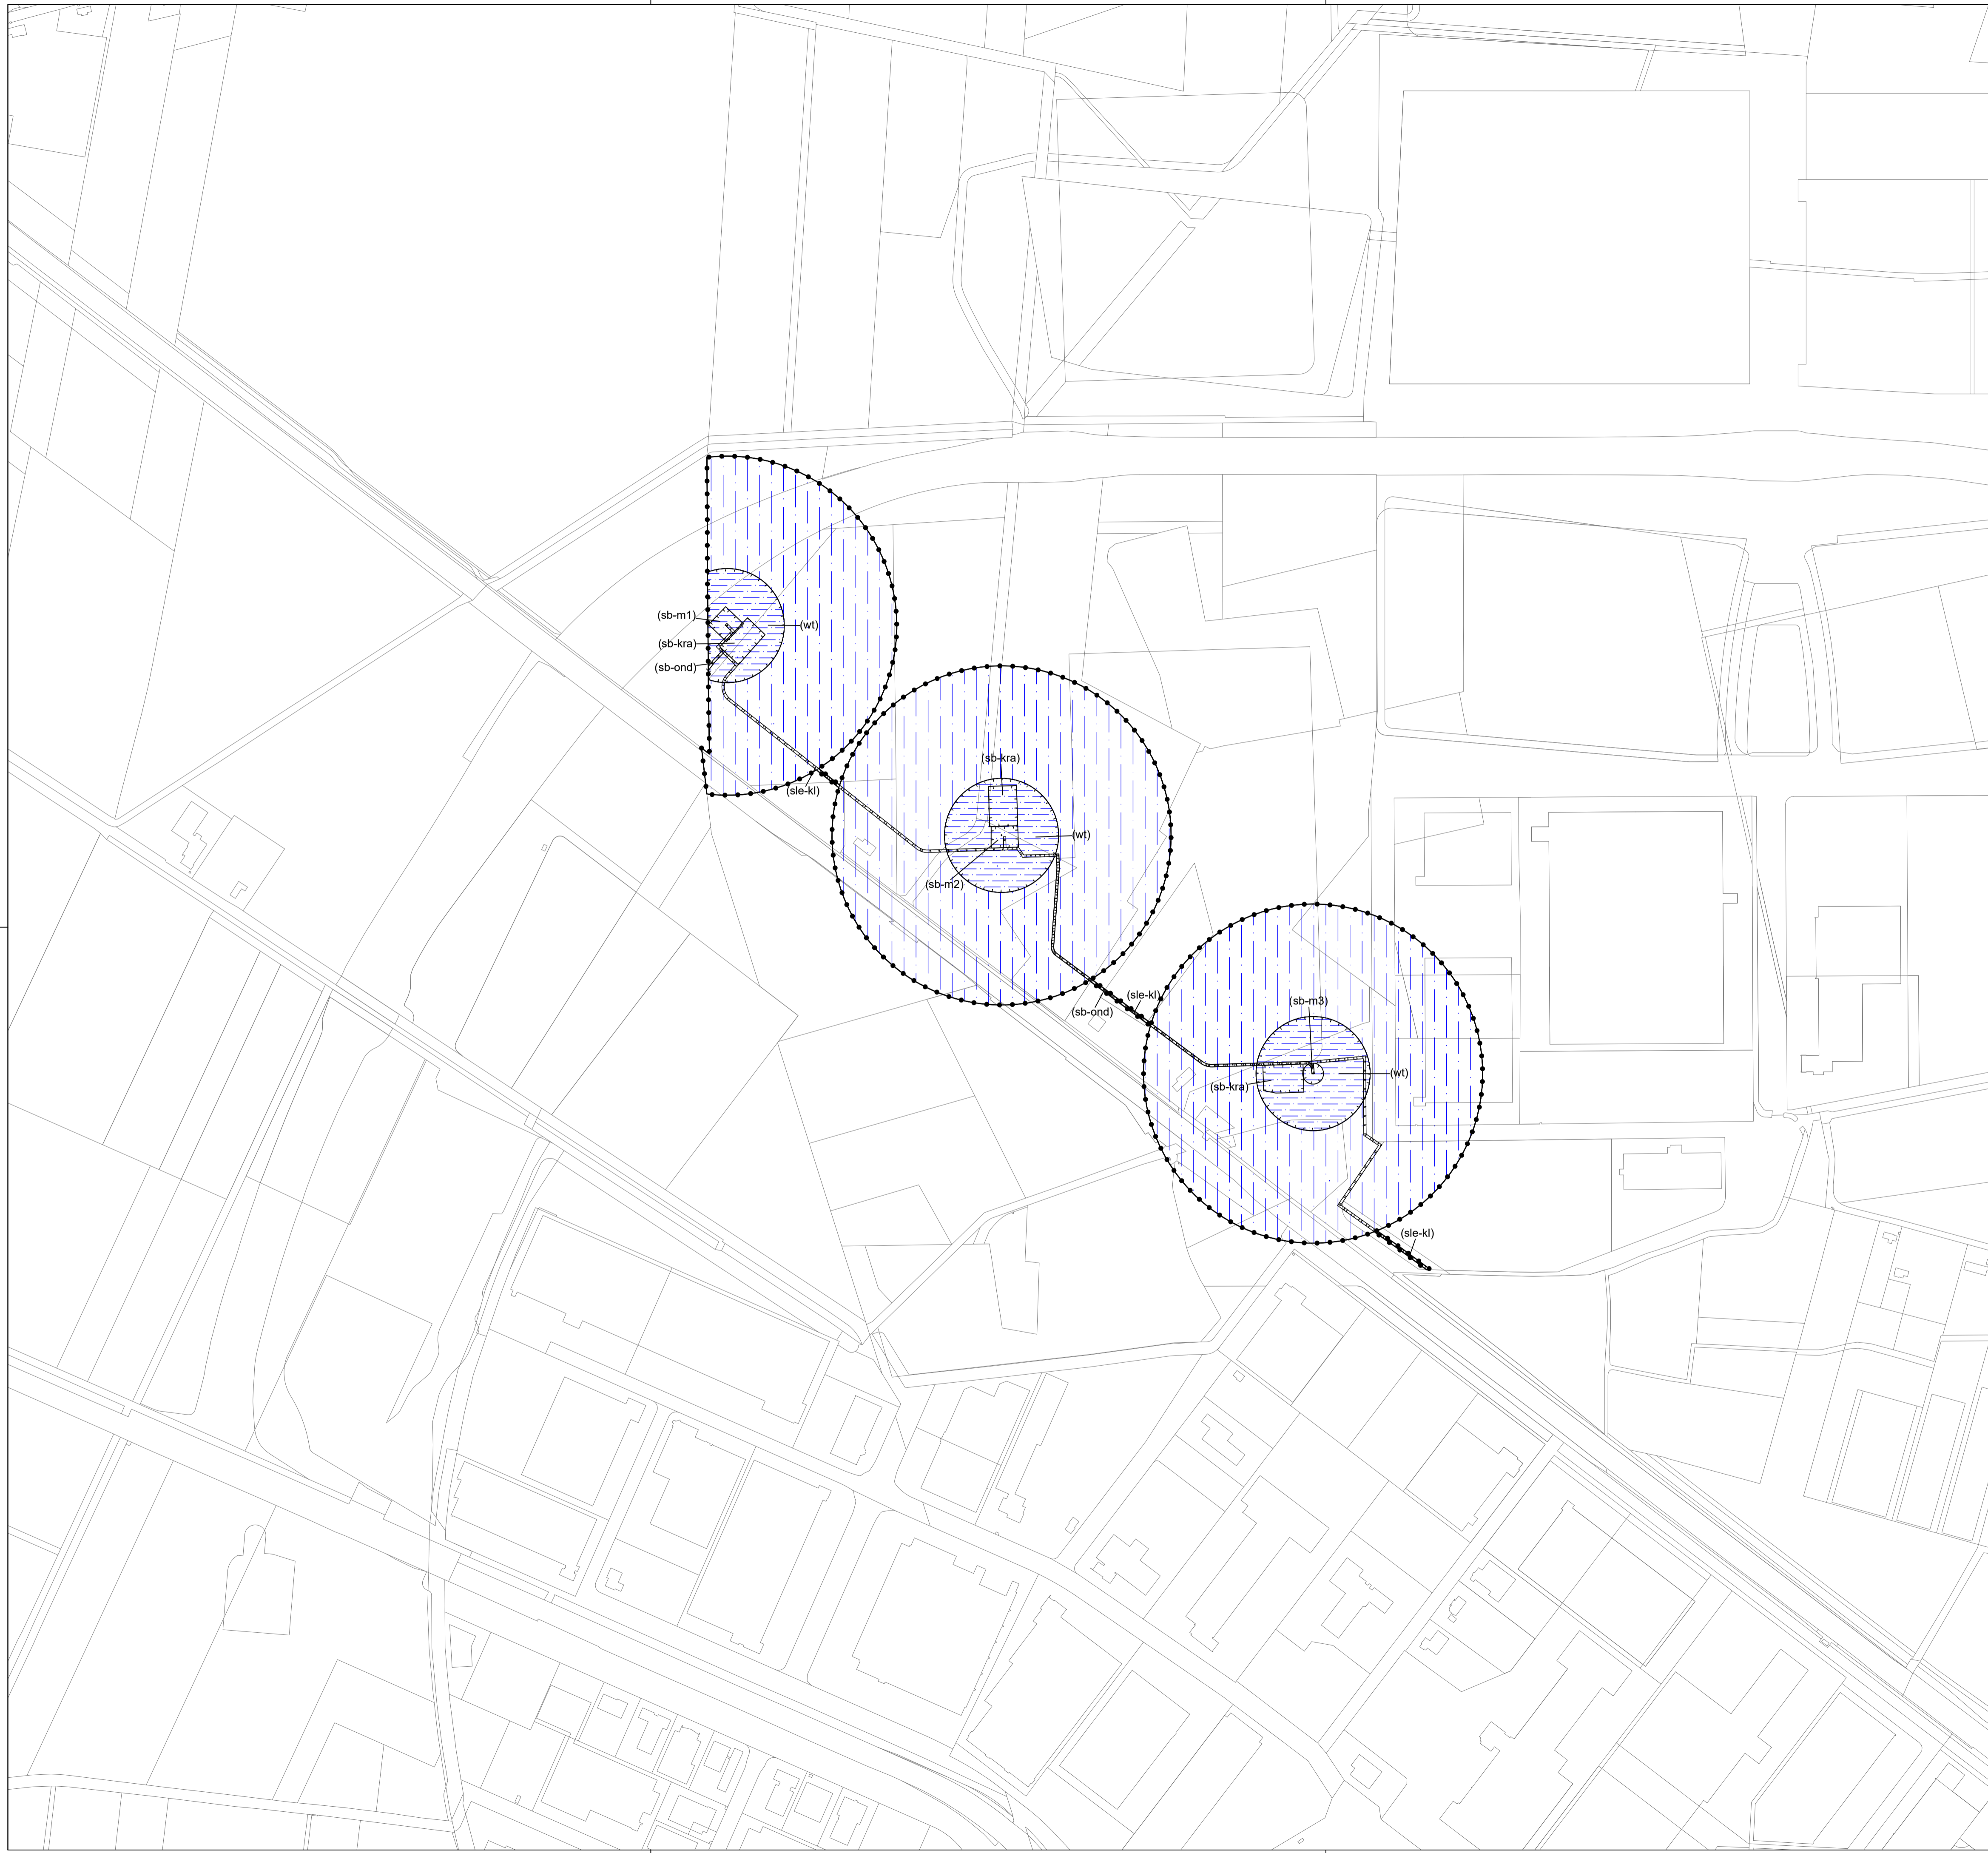 (sb-m1)
(wt)
(sb-kra)
(sb-ond)
(sb-kra)
(sle-kl)
(wt)
(sb-m2)
(sle-kl)
(sb-m3)
(sb-ond)
(wt)
(sb-kra)
(sle-kl)